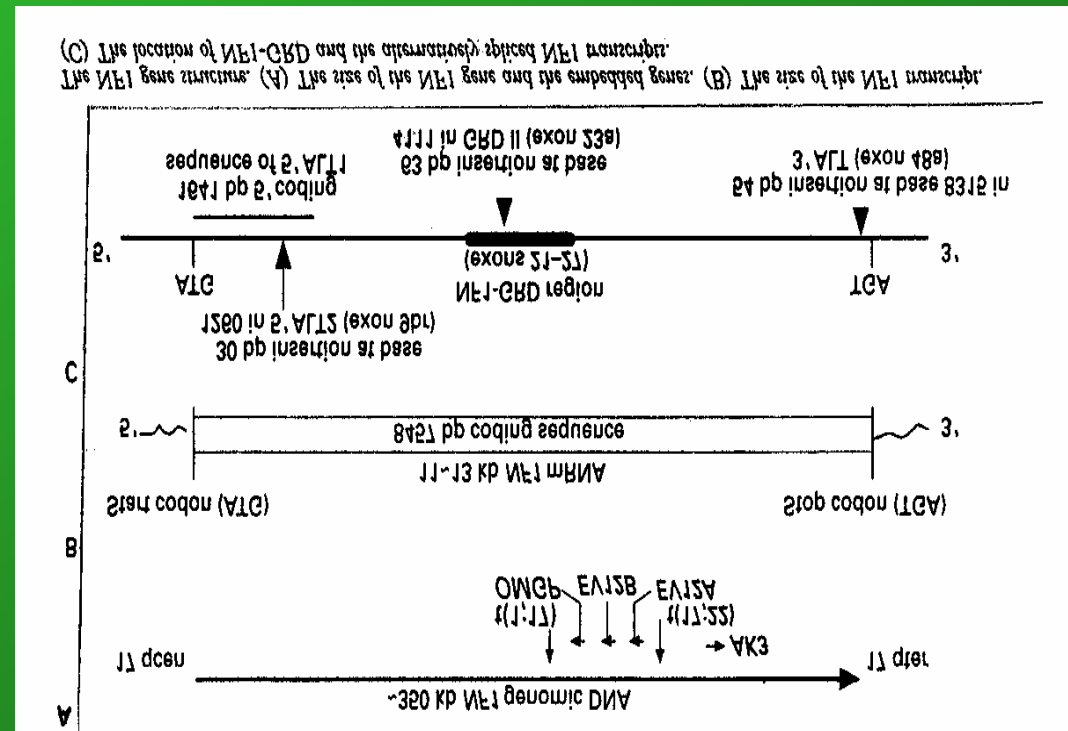 A
~350 kb NF1 genomic DNA
17 qcen
17 qter
AK3
t(1;17)
t(17;22)
OMGP
EV12B
EV12A
B
Start codon (ATG)
Stop codon (TGA)
11~13 kb NF1 mRNA
5'
8457 bp coding sequence
3'
C
30 bp insertion at base
1260 in 5' ALT2 (exon 9br)
ATG
NF1-GRD region
(exons 21–27)
TGA
5'
3'
1641 bp 5' coding
sequence of 5' ALT1
63 bp insertion at base
4111 in GRD II (exon 23a)
54 bp insertion at base 8315 in
3' ALT (exon 48a)
The NF1 gene structure. (A) The size of the NF1 gene and the embedded genes. (B) The size of the NF1 transcript.
(C) The location of NF1-GRD and the alternatively spliced NF1 transcripts.